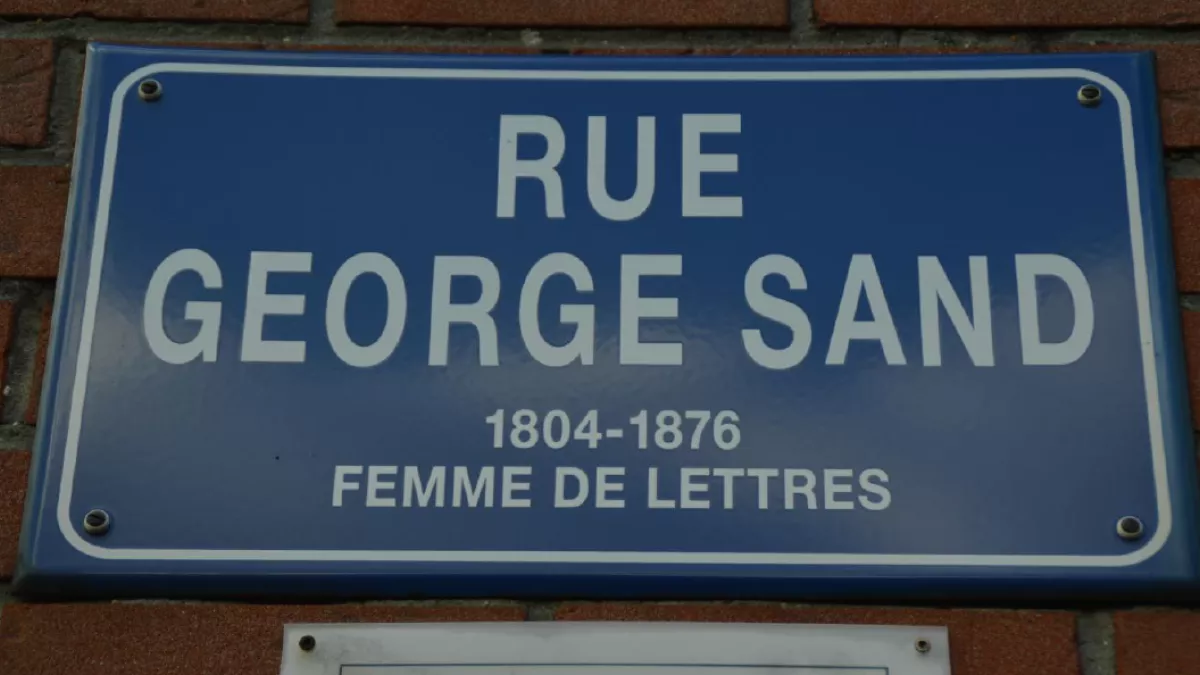 RUE
GEORGE SAND
1804-1876
FEMME DE LETTRES